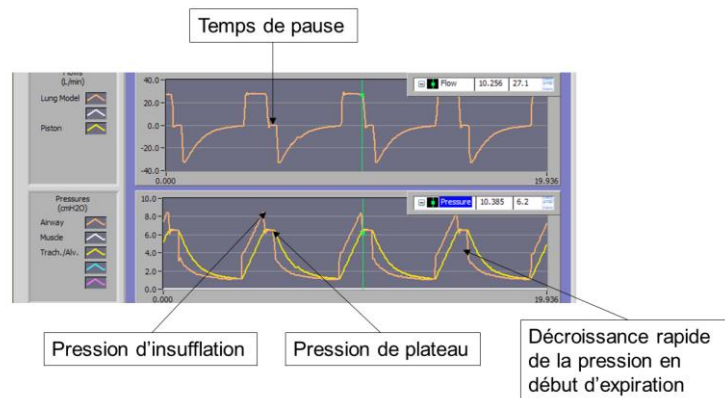 Temps de pause
(L/min)
Lung Model
Piston
40.0
20.0
0.0
-20.0
-40.0
0.000
19.936
Flow 10.256 27.1
Pressures
(cmH2O)
Airway
Muscle
Trach./Alv.
10.0
8.0
6.0
4.0
2.0
0.0
0.000
19.936
Pressure 10.385 6.2
Pression d'insufflation
Pression de plateau
Décroissance rapide
de la pression en
début d'expiration